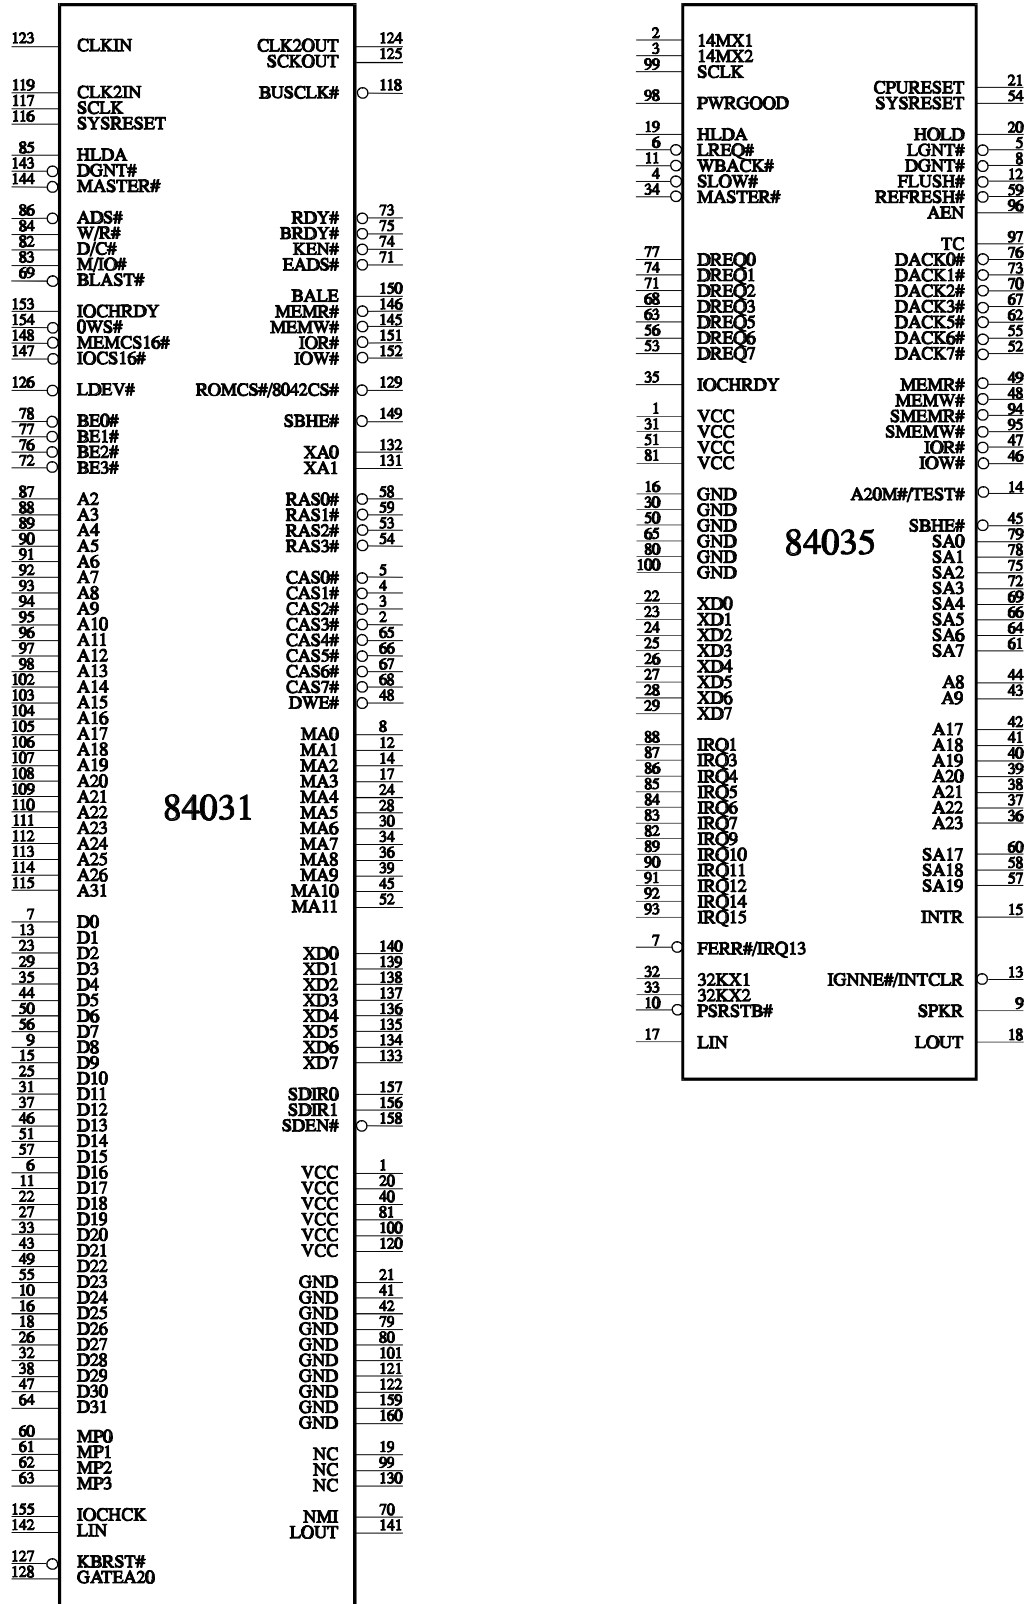 123 CLKIN CLK2OUT 124
SCKOUT 125
119 CLK2IN BUSCLK# 118
117 SCLK
116 SYSRESET
85 HLDA
143 DGNT#
144 MASTER#
86 ADS# RDY# 73
84 W/R# BRDY# 75
82 D/C# KEN# 74
83 M/IO# EADS# 71
69 BLAST#
BALE 150
153 IOCHRDY MEMR# 146
154 0WS# MEMW# 145
148 MEMCS16# IOR# 151
147 IOCS16# IOW# 152
126 LDEV# ROMCS#/8042CS# 129
78 BE0# SBHE# 149
77 BE1#
76 BE2# XA0 132
72 BE3# XA1 131
87 A2 RAS0# 58
88 A3 RAS1# 59
89 A4 RAS2# 53
90 A5 RAS3# 54
91 A6
92 A7 CAS0# 5
93 A8 CAS1# 4
94 A9 CAS2# 3
95 A10 CAS3# 2
96 A11 CAS4# 65
97 A12 CAS5# 66
98 A13 CAS6# 67
102 A14 CAS7# 68
103 A15 DWE# 48
104 A16
105 A17 MA0 8
106 A18 MA1 12
107 A19 MA2 14
108 A20 MA3 17
109 A21 MA4 24
110 A22 MA5 28
111 A23 MA6 30
112 A24 MA7 34
113 A25 MA8 36
114 A26 MA9 39
115 A31 MA10 45
MA11 52
84031
7 D0
13 D1
23 D2 XD0 140
29 D3 XD1 139
35 D4 XD2 138
44 D5 XD3 137
50 D6 XD4 136
56 D7 XD5 135
9 D8 XD6 134
15 D9 XD7 133
25 D10
31 D11 SDIR0 157
37 D12 SDIR1 156
46 D13 SDEN# 158
51 D14
57 D15
6 D16 VCC 1
11 D17 VCC 20
22 D18 VCC 40
27 D19 VCC 81
33 D20 VCC 100
43 D21 VCC 120
49 D22
55 D23 GND 21
10 D24 GND 41
16 D25 GND 42
18 D26 GND 79
26 D27 GND 80
32 D28 GND 101
38 D29 GND 121
47 D30 GND 122
64 D31 GND 159
GND 160
60 MP0
61 MP1 NC 19
62 MP2 NC 99
63 MP3 NC 130
155 IOCHCK NMI 70
142 LIN LOUT 141
127 KBRST#
128 GATEA20
2 14MX1
3 14MX2
99 SCLK
CPURESET 21
98 PWRGOOD SYSRESET 54
19 HLDA HOLD 20
6 LREQ# LGNT# 5
11 WBACK# DGNT# 8
4 SLOW# FLUSH# 12
34 MASTER# REFRESH# 59
AEN 96
TC 97
77 DREQ0 DACK0# 76
74 DREQ1 DACK1# 73
71 DREQ2 DACK2# 70
68 DREQ3 DACK3# 67
63 DREQ5 DACK5# 62
56 DREQ6 DACK6# 55
53 DREQ7 DACK7# 52
35 IOCHRDY MEMR# 49
MEMW# 48
1 VCC SMEMR# 94
31 VCC SMEMW# 95
51 VCC IOR# 47
81 VCC IOW# 46
16 GND A20M#/TEST# 14
30 GND
50 GND SBHE# 45
65 GND SA0 79
80 GND SA1 78
100 GND SA2 75
SA3 72
84035
22 XD0 SA4 69
23 XD1 SA5 66
24 XD2 SA6 64
25 XD3 SA7 61
26 XD4
27 XD5 A8 44
28 XD6 A9 43
29 XD7
A17 42
88 IRQ1 A18 41
87 IRQ3 A19 40
86 IRQ4 A20 39
85 IRQ5 A21 38
84 IRQ6 A22 37
83 IRQ7 A23 36
82 IRQ9
89 IRQ10 SA17 60
90 IRQ11 SA18 58
91 IRQ12 SA19 57
92 IRQ14
93 IRQ15 INTR 15
7 FERR#/IRQ13
32 32KX1 IGNNE#/INTCLR 13
33 32KX2
10 PSRSTB# SPKR 9
17 LIN LOUT 18